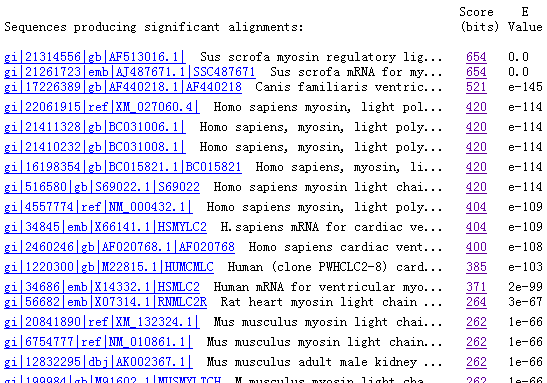 Score E
Sequences producing significant alignments: (bits) Value
gi|21314556|gb|AF513016.1| Sus scrofa myosin regulatory lig... 654 0.0
gi|21261723|emb|AJ487671.1|SSC487671 Sus scrofa mRNA for my... 654 0.0
gi|17226389|gb|AF440218.1|AF440218 Canis familiaris ventric... 521 e-145
gi|22061915|ref|XM_027060.4| Homo sapiens myosin, light pol... 420 e-114
gi|21411328|gb|BC031006.1| Homo sapiens, myosin, light poly... 420 e-114
gi|21410232|gb|BC031008.1| Homo sapiens, myosin, light poly... 420 e-114
gi|16198354|gb|BC015821.1|BC015821 Homo sapiens, myosin, li... 420 e-114
gi|516580|gb|S69022.1|S69022 Homo sapiens myosin light chai... 420 e-114
gi|4557774|ref|NM_000432.1| Homo sapiens myosin, light poly... 404 e-109
gi|34845|emb|X66141.1|HSMYLC2 H.sapiens mRNA for cardiac ve... 404 e-109
gi|2460246|gb|AF020768.1|AF020768 Homo sapiens cardiac vent... 400 e-108
gi|1220300|gb|M22815.1|HUMCMLC Human (clone PWHCLC2-8) card... 385 e-103
gi|34686|emb|X14332.1|HSMLC2 Human mRNA for ventricular myo... 371 2e-99
gi|56682|emb|X07314.1|RNMLC2R Rat heart myosin light chain ... 264 3e-67
gi|20841890|ref|XM_132324.1| Mus musculus myosin light chai... 262 1e-66
gi|6754777|ref|NM_010861.1| Mus musculus myosin light chain... 262 1e-66
gi|12832295|dbj|AK002367.1| Mus musculus adult male kidney ... 262 1e-66
gi|199984|gb|M91602.1|MUSMYLTCH M.musculus myosin light cha... 262 1e-66